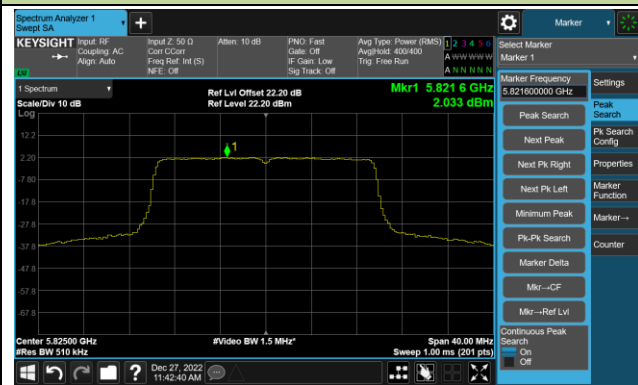 Spectrum Analyzer 1
Swept SA
+
Marker
KEYSIGHT
Input: RF
Coupling: AC
Align: Auto
Input Z: 50 Ω
Corr CCorr
Freq Ref: Int (S)
NFE: Off
Atten: 10 dB
PNO: Fast
Gate: Off
IF Gain: Low
Sig Track: Off
Avg Type: Power (RMS)
Avg|Hold: 400/400
Trig: Free Run
1 2 3 4 5 6
A W W W W W
A N N N N N
LXI
Select Marker
Marker 1
1 Spectrum
Scale/Div 10 dB
Log
Ref Lvl Offset 22.20 dB
Ref Level 22.20 dBm
Mkr1 5.821 6 GHz
2.033 dBm
12.2
2.20
-7.80
-17.8
-27.8
-37.8
-47.8
-57.8
-67.8
1
Center 5.82500 GHz
#Res BW 510 kHz
#Video BW 1.5 MHz*
Span 40.00 MHz
Sweep 1.00 ms (201 pts)
Marker Frequency
5.821600000 GHz
Peak Search
Next Peak
Next Pk Right
Next Pk Left
Minimum Peak
Pk-Pk Search
Marker Delta
Mkr→CF
Mkr→Ref Lvl
Continuous Peak
Search
On
Off
Settings
Peak
Search
Pk Search
Config
Properties
Marker
Function
Marker→
Counter
?
Dec 27, 2022
11:42:40 AM